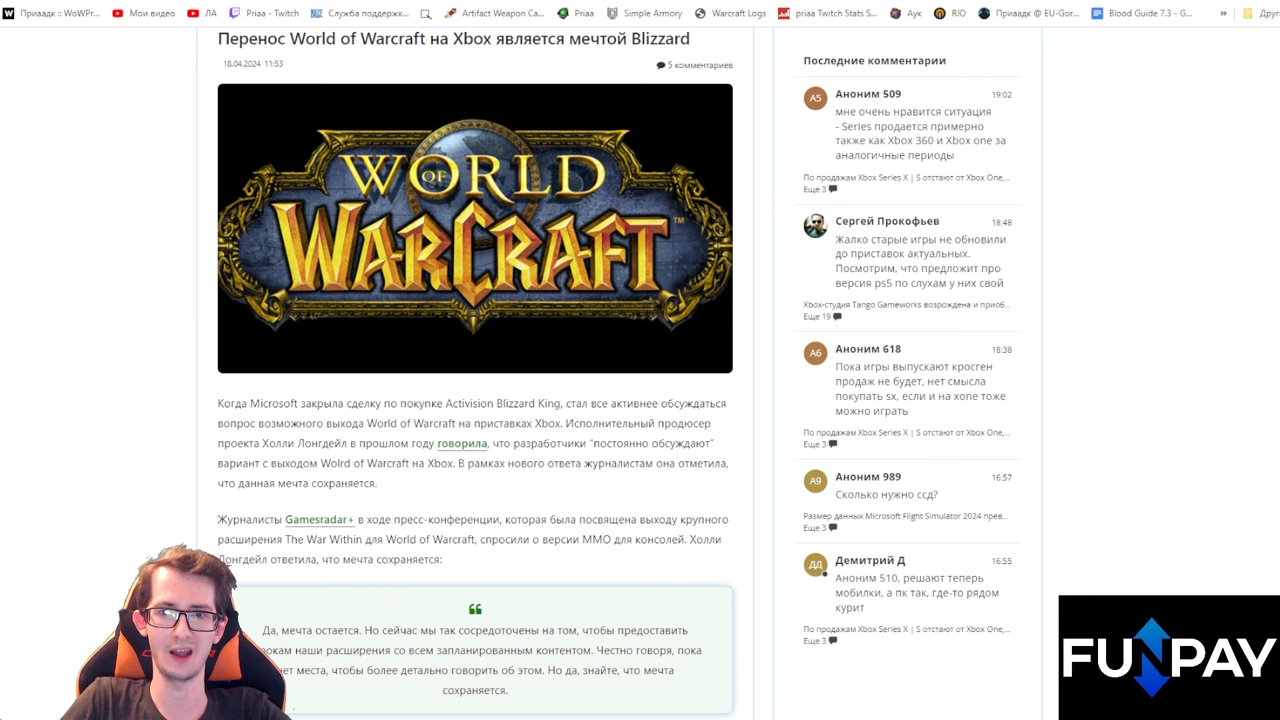 Приаадк :: WoWPr...
Мои видео
ЛА
Priaa - Twitch
Служба поддержк...
Artifact Weapon Ca...
Priaa
Simple Armory
Warcraft Logs
priaa Twitch Stats S...
Аук
RIO
Приаадк @ EU-Gor...
Blood Guide 7.3 - G...
»
Друг
Перенос World of Warcraft на Xbox является мечтой Blizzard
18.04.2024 11:53
5 комментариев
WORLD
OF
WARCRAFT™
Когда Microsoft закрыла сделку по покупке Activision Blizzard King, стал все активнее обсуждаться
вопрос возможного выхода World of Warcraft на приставках Xbox. Исполнительный продюсер
проекта Холли Лонгдейл в прошлом году говорила, что разработчики "постоянно обсуждают"
вариант с выходом Wolrd of Warcraft на Xbox. В рамках нового ответа журналистам она отметила,
что данная мечта сохраняется.
Журналисты Gamesradar+ в ходе пресс-конференции, которая была посвящена выходу крупного
расширения The War Within для World of Warcraft, спросили о версии ММО для консолей. Холли
Лонгдейл ответила, что мечта сохраняется:
Да, мечта остается. Но сейчас мы так сосредоточены на том, чтобы предоставить
рокам наши расширения со всем запланированным контентом. Честно говоря, пока
нет места, чтобы более детально говорить об этом. Но да, знайте, что мечта
сохраняется.
Последние комментарии
А5
Аноним 509
19:02
мне очень нравится ситуация
- Series продается примерно
также как Xbox 360 и Xbox one за
аналогичные периоды
По продажам Xbox Series X | S отстают от Xbox One,...
Еще 3
Сергей Прокофьев
18:48
Жалко старые игры не обновили
до приставок актуальных.
Посмотрим, что предложит про
версия ps5 по слухам у них свой
Xbox-студия Tango Gameworks возрождена и приоб...
Еще 19
А6
Аноним 618
18:38
Пока игры выпускают кросген
продаж не будет, нет смысла
покупать sx, если и на xone тоже
можно играть
По продажам Xbox Series X | S отстают от Xbox One,...
Еще 3
А9
Аноним 989
16:57
Сколько нужно ссд?
Размер данных Microsoft Flight Simulator 2024 прев...
Еще 3
ДД
Демитрий Д
16:55
Аноним 510, решают теперь
мобилки, а пк так, где-то рядом
курит
По продажам Xbox Series X | S отстают от Xbox One,...
Еще 3
FUNPAY